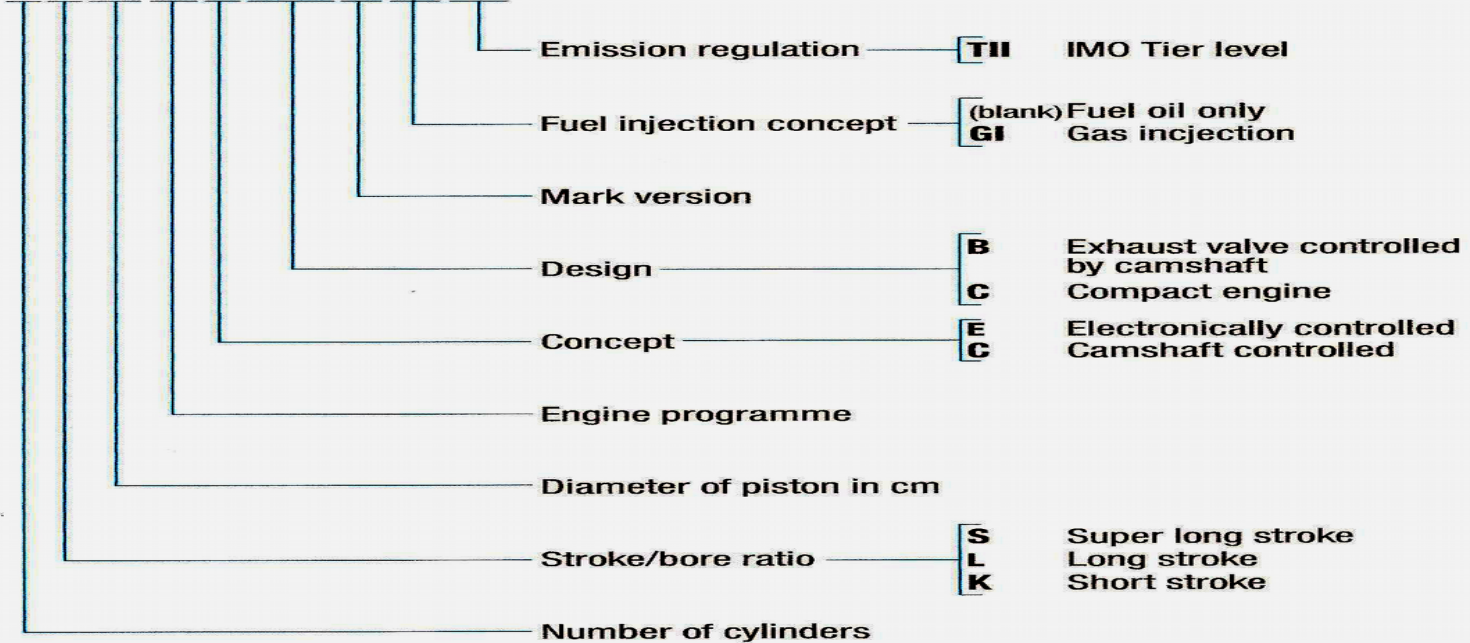 Emission regulation TII IMO Tier level
Fuel injection concept (blank) Fuel oil only
GI Gas incjection
Mark version
Design B Exhaust valve controlled
by camshaft
C Compact engine
Concept E Electronically controlled
C Camshaft controlled
Engine programme
Diameter of piston in cm
Stroke/bore ratio S Super long stroke
L Long stroke
K Short stroke
Number of cylinders